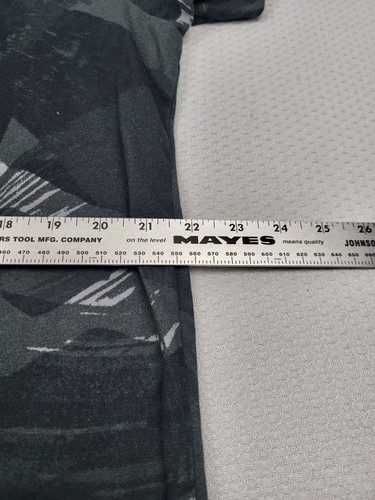 18 19 20 21 22 23 24 25 26
RS TOOL MFG. COMPANY on the level MAYES means quality JOHNSO
460 470 480 490 500 510 520 530 540 550 560 570 580 590 600 610 620 630 640 650